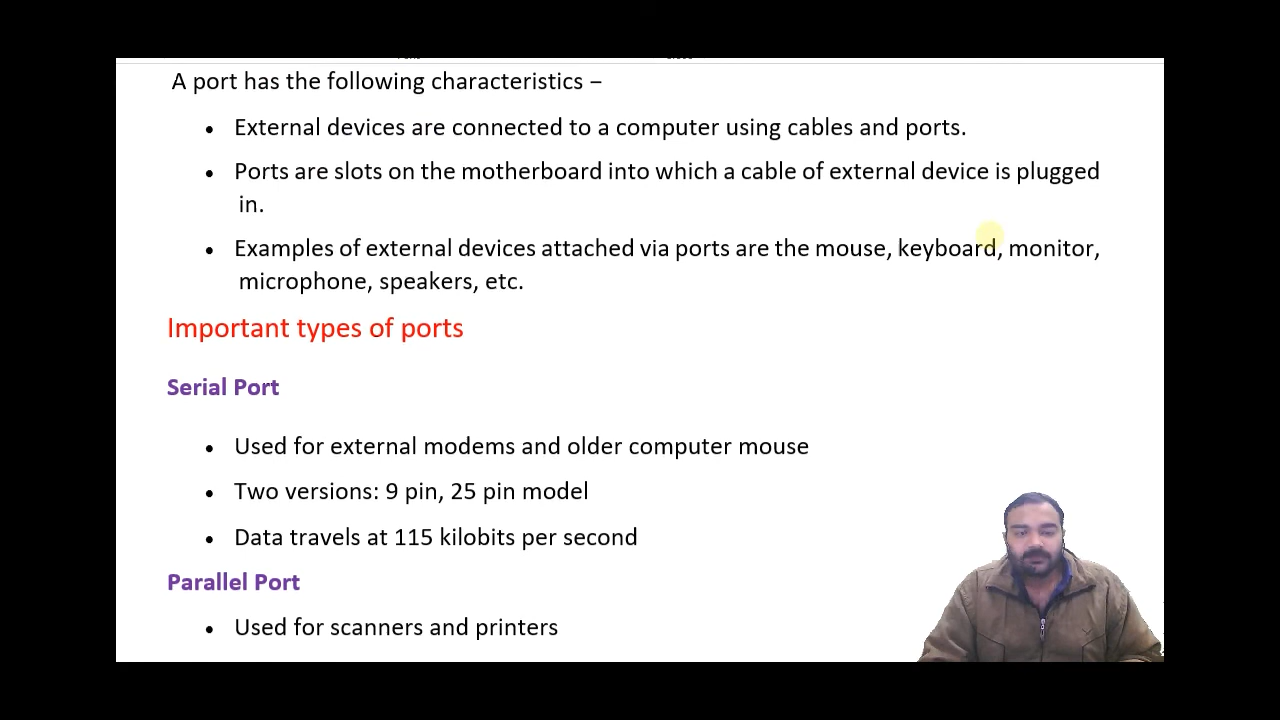 A port has the following characteristics –
• External devices are connected to a computer using cables and ports.
• Ports are slots on the motherboard into which a cable of external device is plugged
in.
• Examples of external devices attached via ports are the mouse, keyboard, monitor,
microphone, speakers, etc.
Important types of ports
Serial Port
• Used for external modems and older computer mouse
• Two versions: 9 pin, 25 pin model
• Data travels at 115 kilobits per second
Parallel Port
• Used for scanners and printers